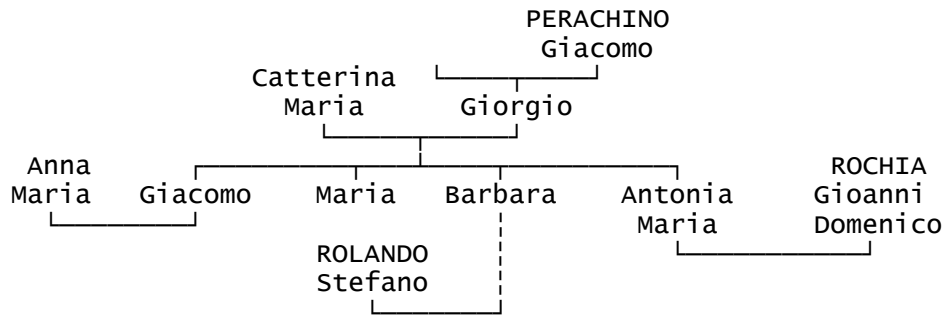 PERACHINO
Giacomo
Catterina
Maria Giorgio
Anna ROCHIA
Maria Giacomo Maria Barbara Antonia Gioanni
Maria Domenico
ROLANDO
Stefano